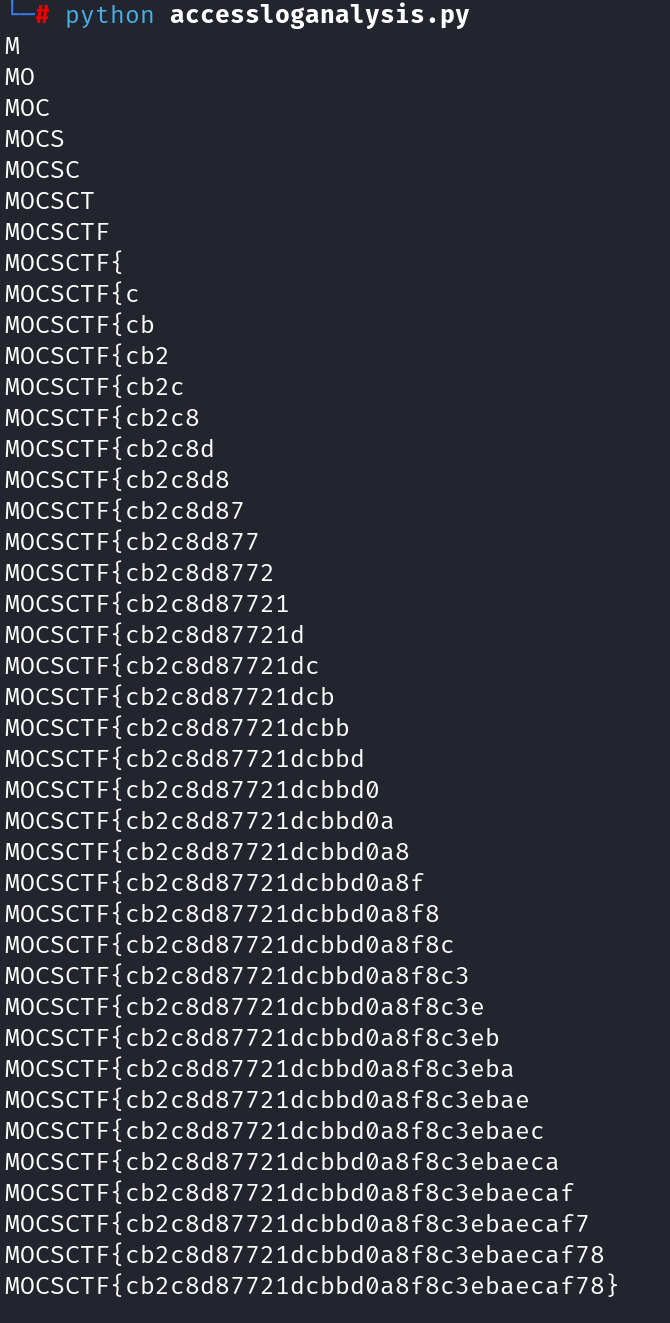 └─# python accessloganalysis.py
M
MO
MOC
MOCS
MOCSC
MOCSCT
MOCSCTF
MOCSCTF{
MOCSCTF{c
MOCSCTF{cb
MOCSCTF{cb2
MOCSCTF{cb2c
MOCSCTF{cb2c8
MOCSCTF{cb2c8d
MOCSCTF{cb2c8d8
MOCSCTF{cb2c8d87
MOCSCTF{cb2c8d877
MOCSCTF{cb2c8d8772
MOCSCTF{cb2c8d87721
MOCSCTF{cb2c8d87721d
MOCSCTF{cb2c8d87721dc
MOCSCTF{cb2c8d87721dcb
MOCSCTF{cb2c8d87721dcbb
MOCSCTF{cb2c8d87721dcbbd
MOCSCTF{cb2c8d87721dcbbd0
MOCSCTF{cb2c8d87721dcbbd0a
MOCSCTF{cb2c8d87721dcbbd0a8
MOCSCTF{cb2c8d87721dcbbd0a8f
MOCSCTF{cb2c8d87721dcbbd0a8f8
MOCSCTF{cb2c8d87721dcbbd0a8f8c
MOCSCTF{cb2c8d87721dcbbd0a8f8c3
MOCSCTF{cb2c8d87721dcbbd0a8f8c3e
MOCSCTF{cb2c8d87721dcbbd0a8f8c3eb
MOCSCTF{cb2c8d87721dcbbd0a8f8c3eba
MOCSCTF{cb2c8d87721dcbbd0a8f8c3ebae
MOCSCTF{cb2c8d87721dcbbd0a8f8c3ebaec
MOCSCTF{cb2c8d87721dcbbd0a8f8c3ebaeca
MOCSCTF{cb2c8d87721dcbbd0a8f8c3ebaecaf
MOCSCTF{cb2c8d87721dcbbd0a8f8c3ebaecaf7
MOCSCTF{cb2c8d87721dcbbd0a8f8c3ebaecaf78
MOCSCTF{cb2c8d87721dcbbd0a8f8c3ebaecaf78}